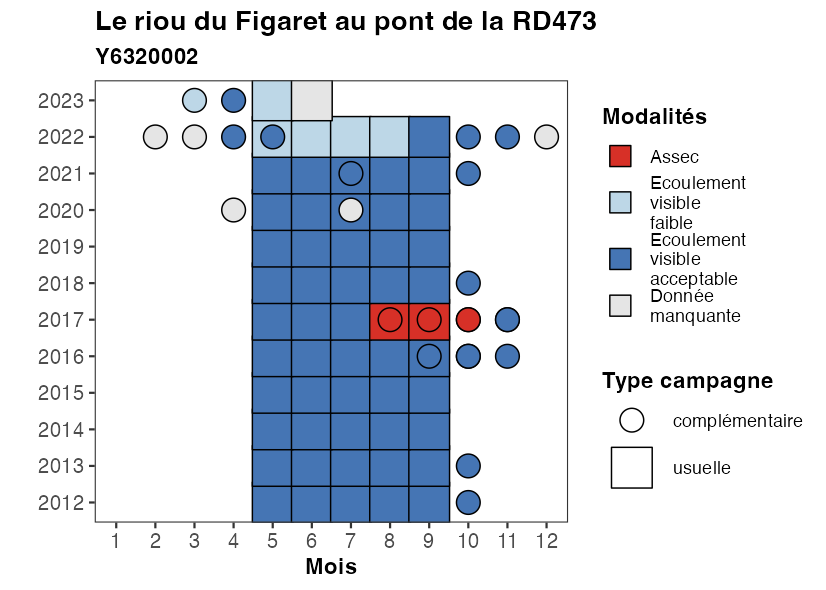 Le riou du Figaret au pont de la RD473
Y6320002
2023
2022
2021
2020
2019
2018
2017
2016
2015
2014
2013
2012
1 2 3 4 5 6 7 8 9 10 11 12
Mois
Modalités
Assec
Ecoulement
visible
faible
Ecoulement
visible
acceptable
Donnée
manquante
Type campagne
complémentaire
usuelle